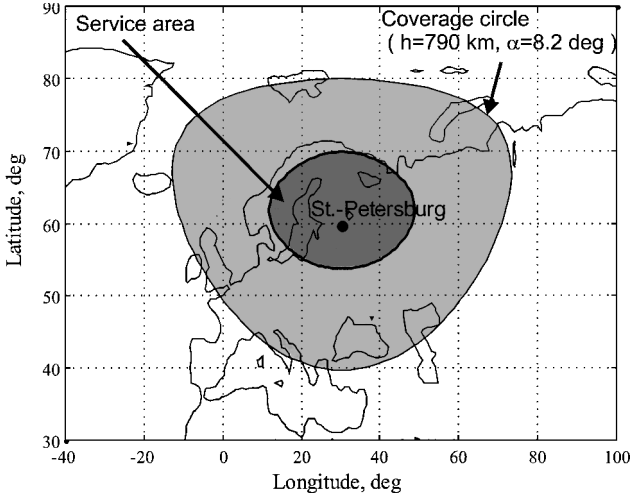 Service area
Coverage circle
( h=790 km, α=8.2 deg )
90
80
70
60
50
40
30
Latitude, deg
St.-Petersburg
-40
-20
0
20
40
60
80
100
Longitude, deg